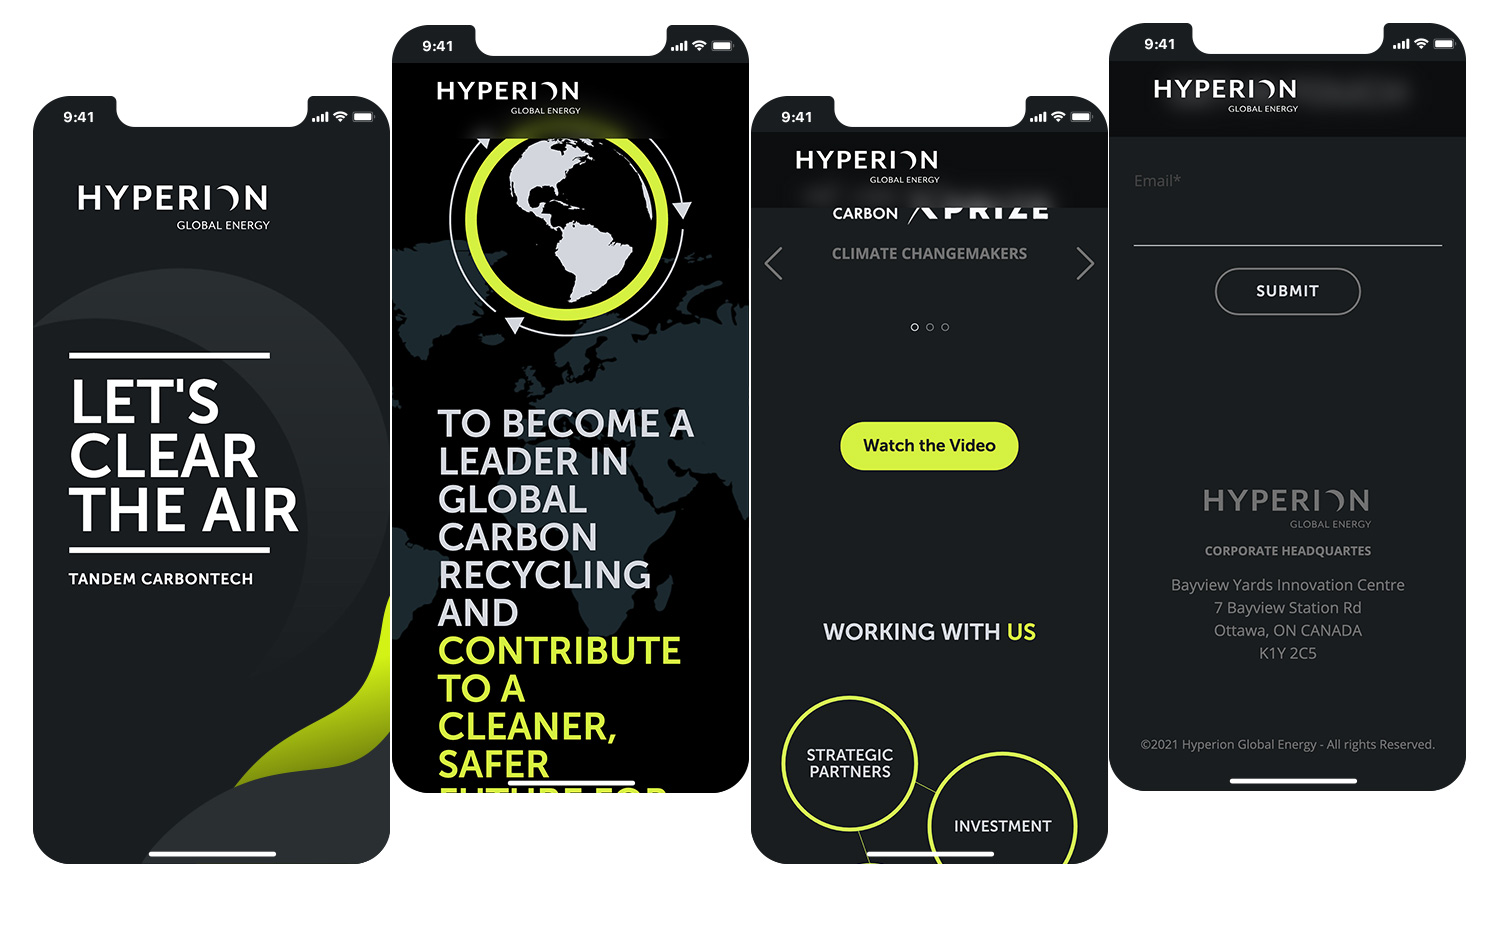 9:41
HYPERION
GLOBAL ENERGY
LET'S
CLEAR
THE AIR
TANDEM CARBONTECH
9:41
HYPERION
GLOBAL ENERGY
TO BECOME A
LEADER IN
GLOBAL
CARBON
RECYCLING
AND
CONTRIBUTE
TO A
CLEANER,
SAFER
FUTURE FOR
9:41
HYPERION
GLOBAL ENERGY
CARBON XPRIZE
CLIMATE CHANGEMAKERS
Watch the Video
WORKING WITH US
STRATEGIC
PARTNERS
INVESTMENT
9:41
HYPERION
GLOBAL ENERGY
Email*
SUBMIT
HYPERION
GLOBAL ENERGY
CORPORATE HEADQUARTES
Bayview Yards Innovation Centre
7 Bayview Station Rd
Ottawa, ON CANADA
K1Y 2C5
©2021 Hyperion Global Energy - All rights Reserved.